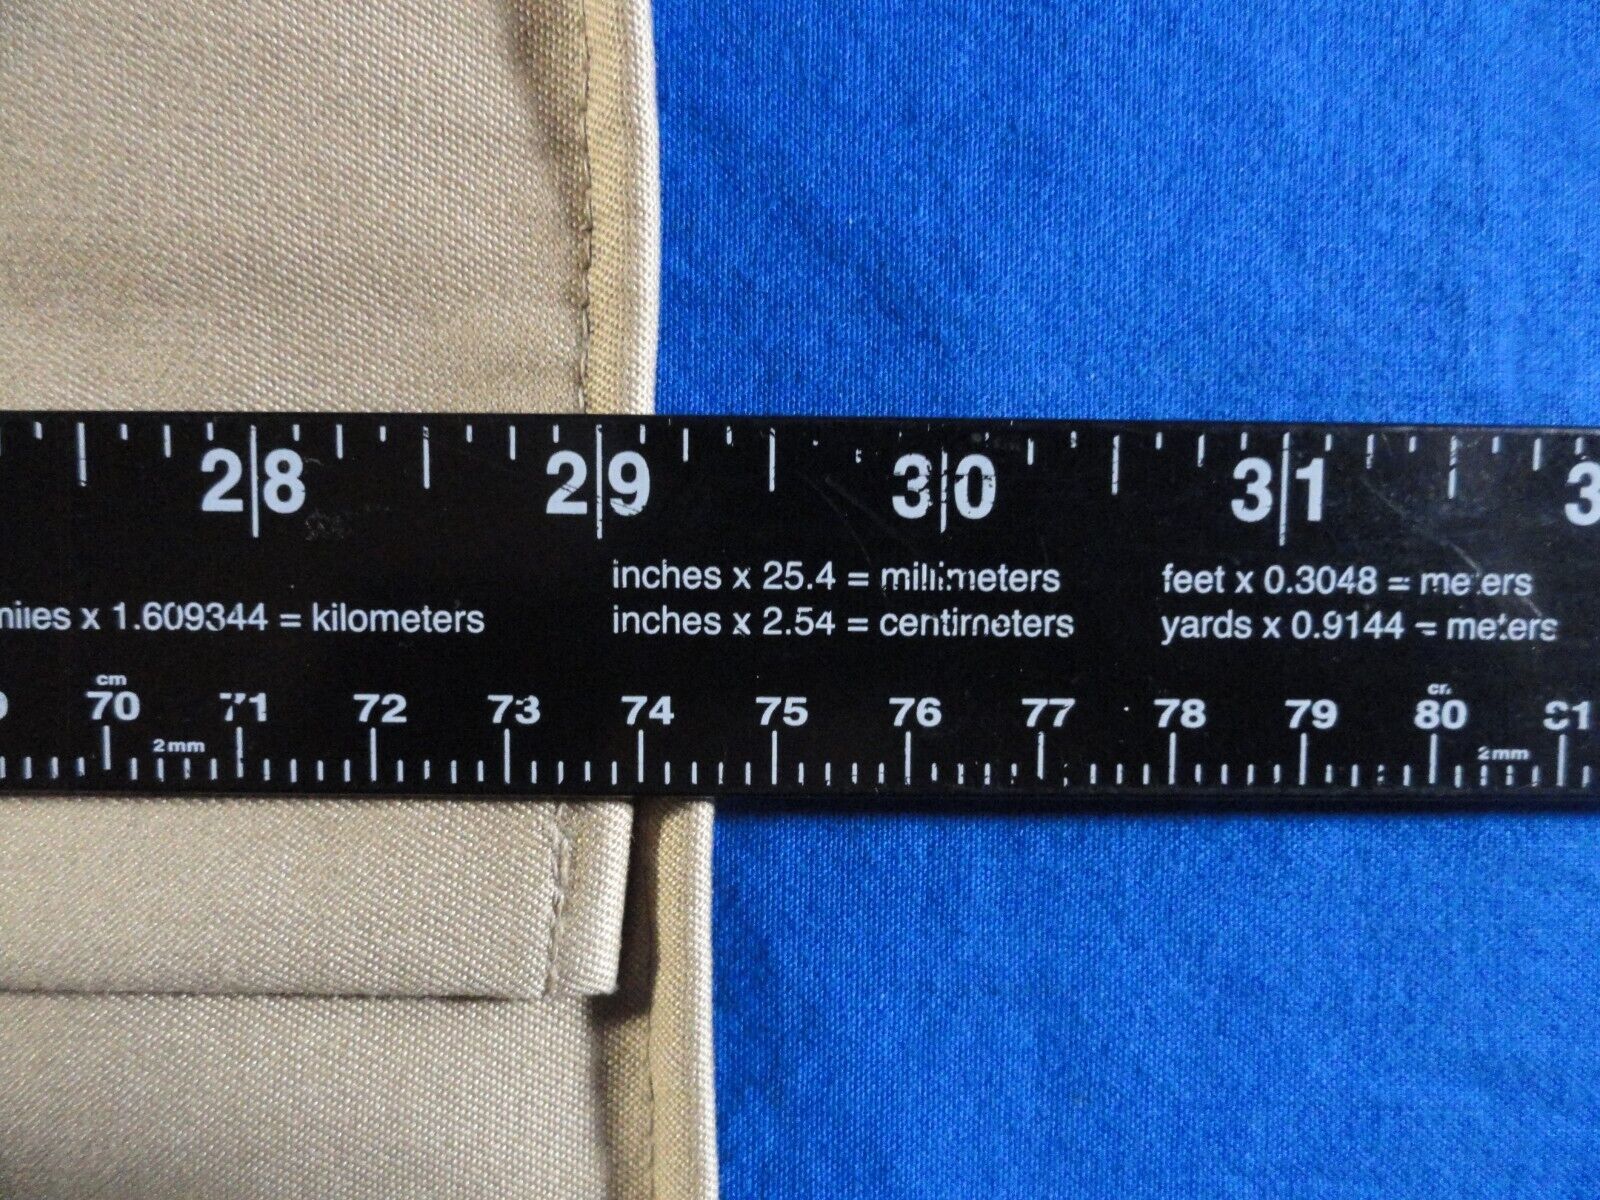 28 29 30 31 3
inches x 25.4 = millimeters feet x 0.3048 = meters
miles x 1.609344 = kilometers inches x 2.54 = centimeters yards x 0.9144 = meters
cm cm
70 71 72 73 74 75 76 77 78 79 80 81
2mm 2mm